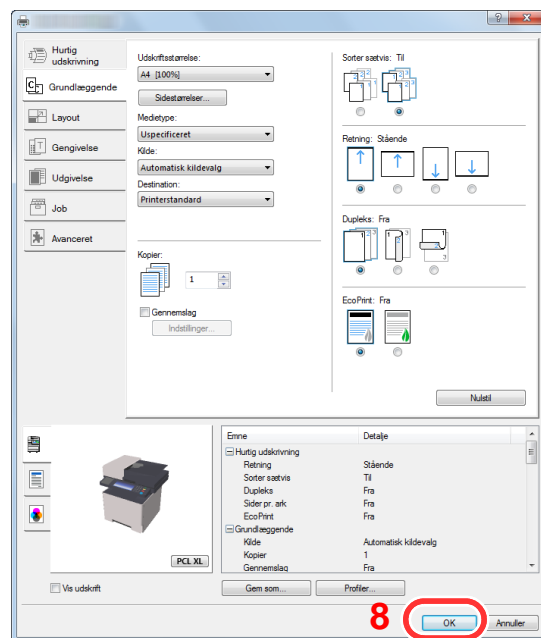 Hurtig
udskrivning
Grundlæggende
Layout
Gengivelse
Udgivelse
Job
Avanceret
Udskriftsstørrelse:
A4 [100%]
Sidestørrelser...
Medietype:
Uspecificeret
Kilde:
Automatisk kildevalg
Destination:
Printerstandard
Kopier:
1
Gennemslag
Indstillinger...
Sorter sætvis: Til
Retning: Stående
Dupleks: Fra
EcoPrint: Fra
Nulstil
Emne Detalje
Hurtig udskrivning
Retning Stående
Sorter sætvis Til
Dupleks Fra
Sider pr. ark Fra
EcoPrint Fra
Grundlæggende
Kilde Automatisk kildevalg
Kopier 1
Gennemslag Fra
PCL XL
Vis udskrift
Gem som...
Profiler...
8
OK
Annuller